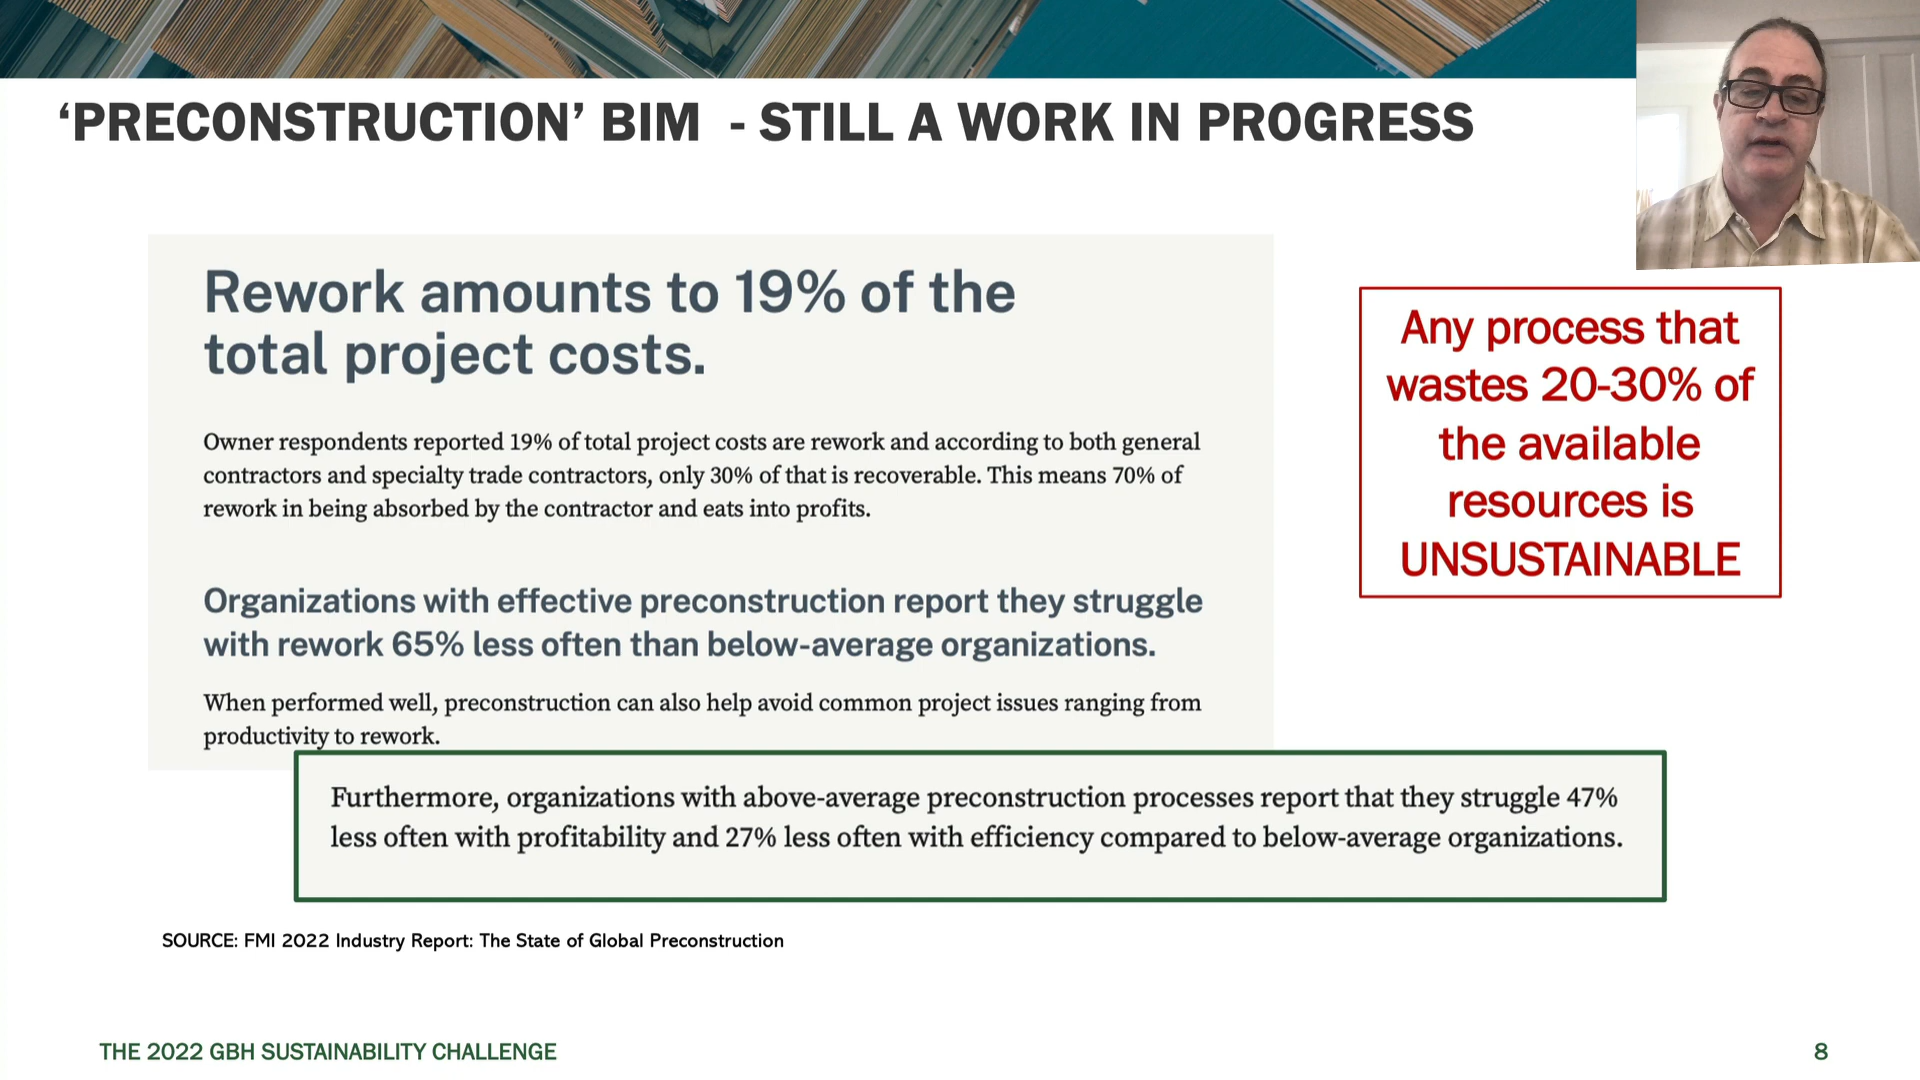 ‘PRECONSTRUCTION’ BIM - STILL A WORK IN PROGRESS
Rework amounts to 19% of the
total project costs.
Owner respondents reported 19% of total project costs are rework and according to both general
contractors and specialty trade contractors, only 30% of that is recoverable. This means 70% of
rework in being absorbed by the contractor and eats into profits.
Organizations with effective preconstruction report they struggle
with rework 65% less often than below-average organizations.
When performed well, preconstruction can also help avoid common project issues ranging from
productivity to rework.
Any process that
wastes 20-30% of
the available
resources is
UNSUSTAINABLE
Furthermore, organizations with above-average preconstruction processes report that they struggle 47%
less often with profitability and 27% less often with efficiency compared to below-average organizations.
SOURCE: FMI 2022 Industry Report: The State of Global Preconstruction
THE 2022 GBH SUSTAINABILITY CHALLENGE
8